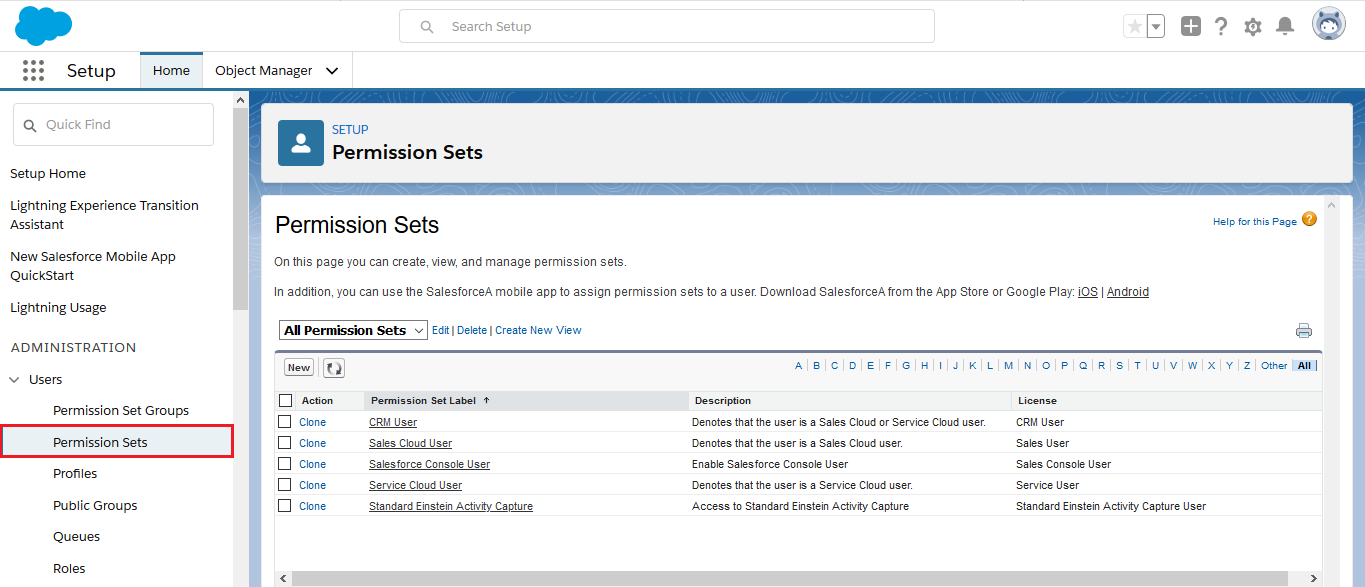 Search Setup
Setup
Home
Object Manager
Quick Find
Setup Home
Lightning Experience Transition
Assistant
New Salesforce Mobile App
QuickStart
Lightning Usage
ADMINISTRATION
Users
Permission Set Groups
Permission Sets
Profiles
Public Groups
Queues
Roles
SETUP
Permission Sets
Permission Sets
Help for this Page ?
On this page you can create, view, and manage permission sets.
In addition, you can use the SalesforceA mobile app to assign permission sets to a user. Download SalesforceA from the App Store or Google Play: iOS | Android
All Permission Sets Edit | Delete | Create New View
New A | B | C | D | E | F | G | H | I | J | K | L | M | N | O | P | Q | R | S | T | U | V | W | X | Y | Z | Other | All
Action Permission Set Label ↑ Description License
Clone CRM User Denotes that the user is a Sales Cloud or Service Cloud user. CRM User
Clone Sales Cloud User Denotes that the user is a Sales Cloud user. Sales User
Clone Salesforce Console User Enable Salesforce Console User Sales Console User
Clone Service Cloud User Denotes that the user is a Service Cloud user. Service User
Clone Standard Einstein Activity Capture Access to Standard Einstein Activity Capture Standard Einstein Activity Capture User